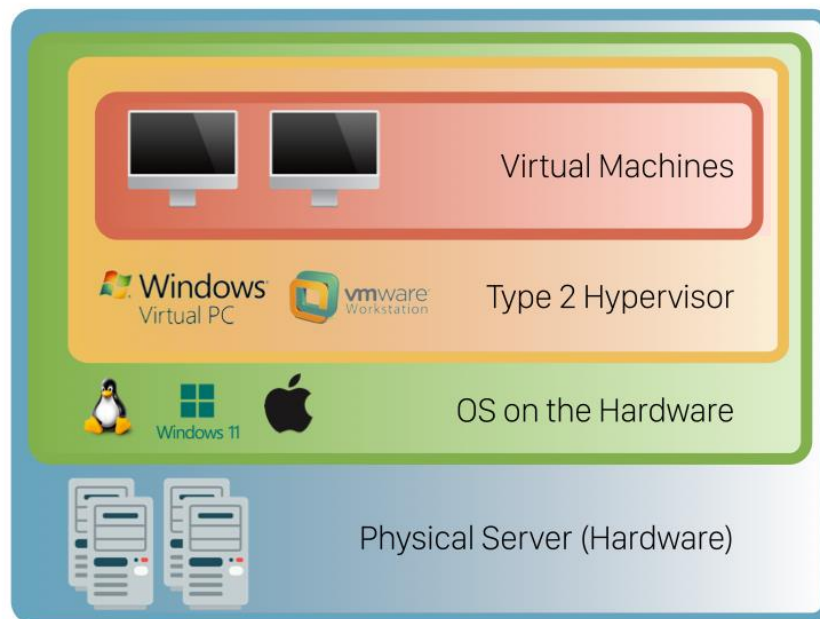 Virtual Machines
Windows
Virtual PC
vmware
Workstation
Type 2 Hypervisor
Windows 11
OS on the Hardware
Physical Server (Hardware)